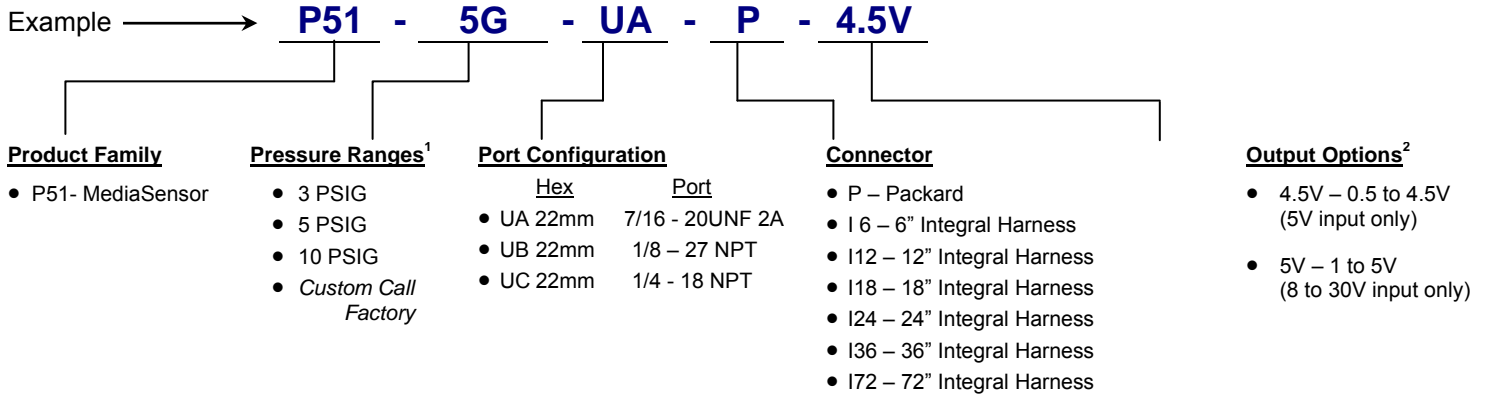 Example P51 - 5G - UA - P - 4.5V
Product Family
• P51- MediaSensor
Pressure Ranges1
• 3 PSIG
• 5 PSIG
• 10 PSIG
• Custom Call
Factory
Port Configuration
Hex Port
• UA 22mm 7/16 - 20UNF 2A
• UB 22mm 1/8 – 27 NPT
• UC 22mm 1/4 - 18 NPT
Connector
• P – Packard
• I 6 – 6” Integral Harness
• I12 – 12” Integral Harness
• I18 – 18” Integral Harness
• I24 – 24” Integral Harness
• I36 – 36” Integral Harness
• I72 – 72” Integral Harness
Output Options2
• 4.5V – 0.5 to 4.5V
(5V input only)
• 5V – 1 to 5V
(8 to 30V input only)